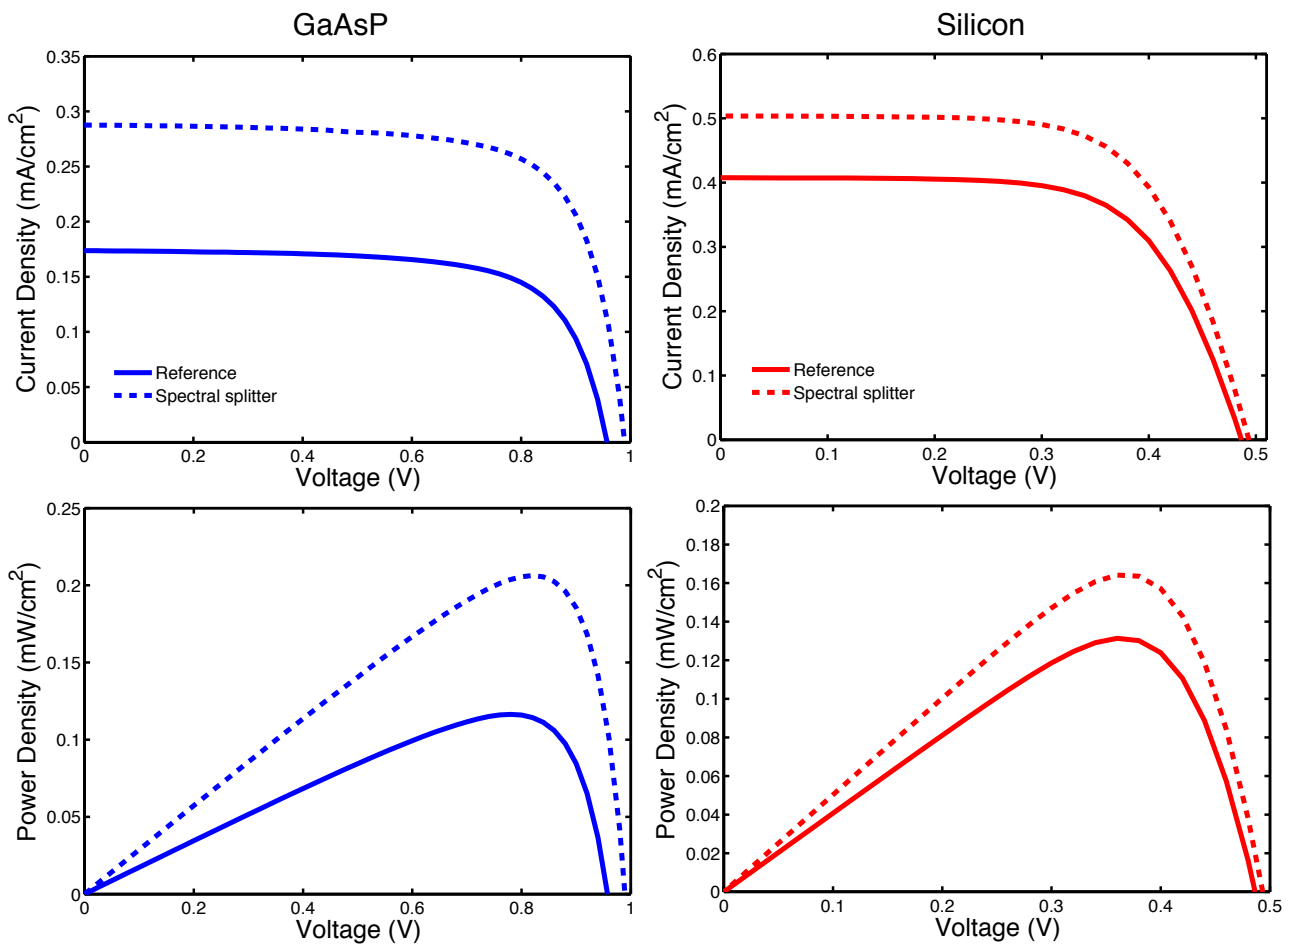 GaAsP
Silicon
0.35
0.3
0.25
0.2
0.15
0.1
0.05
0
Current Density (mA/cm2)
Reference
Spectral splitter
0 0.2 0.4 0.6 0.8 1
Voltage (V)
0.6
0.5
0.4
0.3
0.2
0.1
0
Current Density (mA/cm2)
Reference
Spectral splitter
0 0.1 0.2 0.3 0.4 0.5
Voltage (V)
0.25
0.2
0.15
0.1
0.05
0
Power Density (mW/cm2)
0 0.2 0.4 0.6 0.8 1
Voltage (V)
0.2
0.18
0.16
0.14
0.12
0.1
0.08
0.06
0.04
0.02
0
Power Density (mW/cm2)
0 0.1 0.2 0.3 0.4 0.5
Voltage (V)